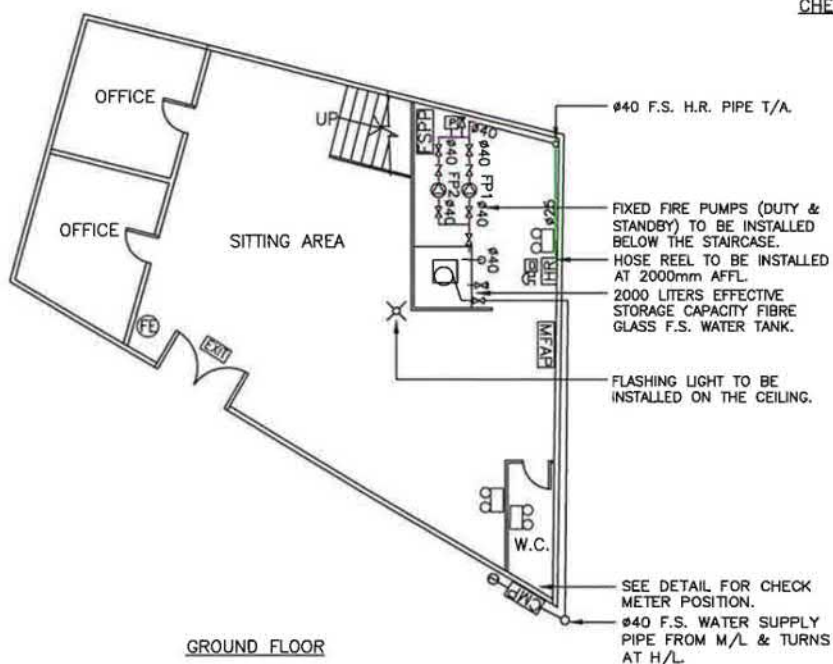 CHE
OFFICE
UP
FSPP
P
ø40
ø40 F.S. H.R. PIPE T/A.
ø40
ø40
FP2
FP1
ø40
ø40
ø25
FIXED FIRE PUMPS (DUTY &
STANDBY) TO BE INSTALLED
BELOW THE STAIRCASE.
OFFICE
SITTING AREA
ø40
HR
HOSE REEL TO BE INSTALLED
AT 2000mm AFFL.
2000 LITERS EFFECTIVE
STORAGE CAPACITY FIBRE
GLASS F.S. WATER TANK.
FE
EXIT
MFAP
FLASHING LIGHT TO BE
INSTALLED ON THE CEILING.
W.C.
CMP
SEE DETAIL FOR CHECK
METER POSITION.
ø40 F.S. WATER SUPPLY
PIPE FROM M/L & TURNS
AT H/L.
GROUND FLOOR